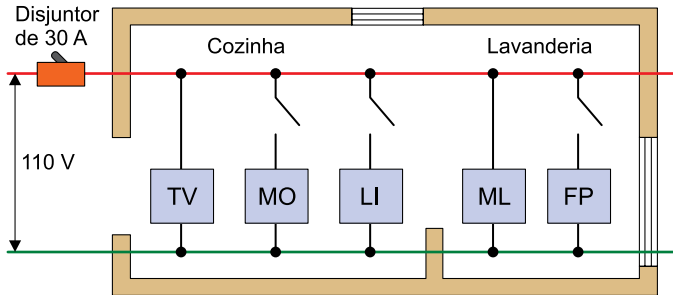 Disjuntor
de 30 A
Cozinha
Lavanderia
110 V
TV
MO
LI
ML
FP